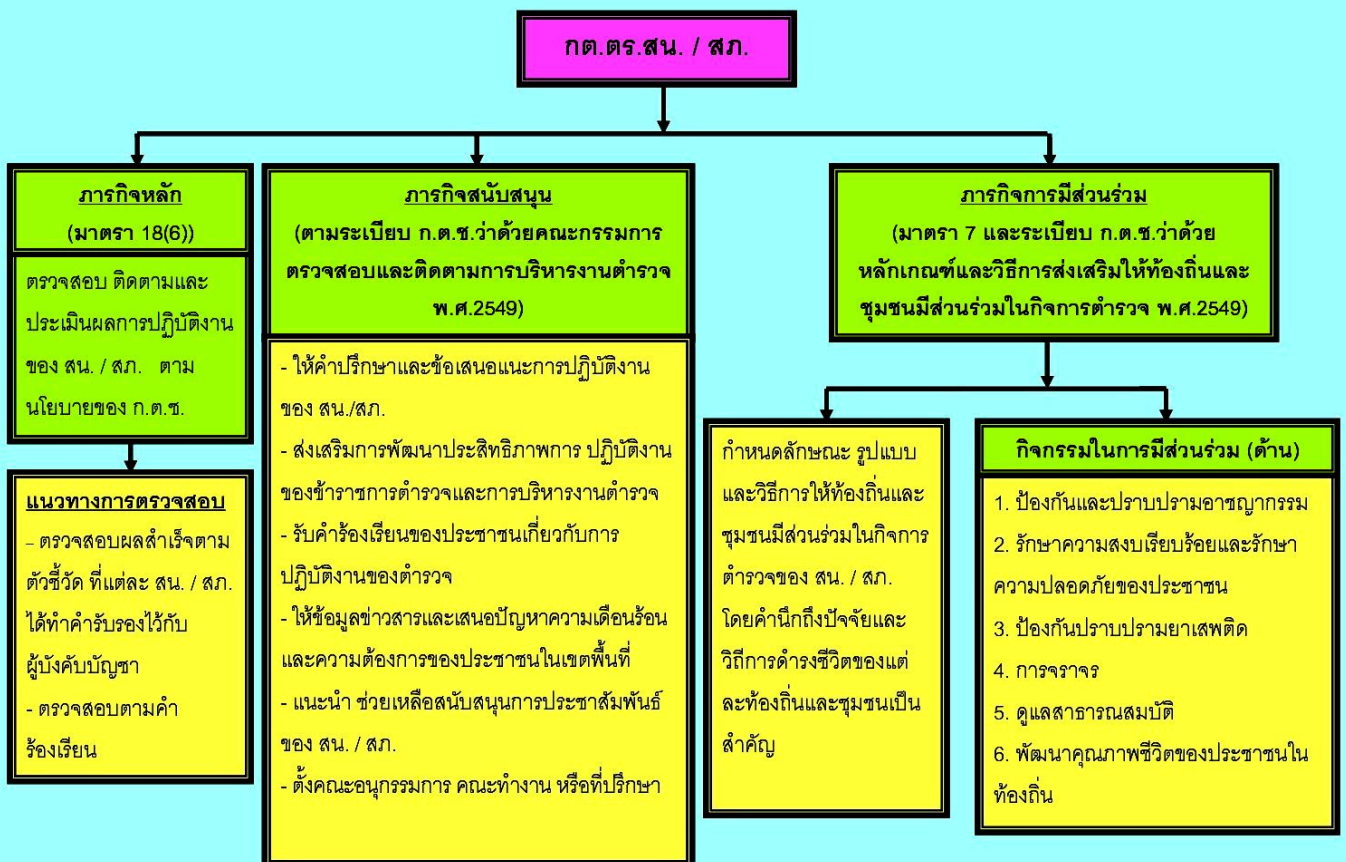 กต.ตร.สน. / สภ.
ภารกิจหลัก
(มาตรา 18(6))
ตรวจสอบ ติดตามและ
ประเมินผลการปฏิบัติงาน
ของ สน. / สภ. ตาม
นโยบายของ ก.ต.ช.
แนวทางการตรวจสอบ
– ตรวจสอบผลสำเร็จตาม
ตัวชี้วัด ที่แต่ละ สน. / สภ.
ได้ทำคำรับรองไว้กับ
ผู้บังคับบัญชา
- ตรวจสอบตามคำ
ร้องเรียน
ภารกิจสนับสนุน
(ตามระเบียบ ก.ต.ช.ว่าด้วยคณะกรรมการ
ตรวจสอบและติดตามการบริหารงานตำรวจ
พ.ศ.2549)
- ให้คำปรึกษาและข้อเสนอแนะการปฏิบัติงาน
ของ สน./สภ.
- ส่งเสริมการพัฒนาประสิทธิภาพการ ปฏิบัติงาน
ของข้าราชการตำรวจและการบริหารงานตำรวจ
- รับคำร้องเรียนของประชาชนเกี่ยวกับการ
ปฏิบัติงานของตำรวจ
- ให้ข้อมูลข่าวสารและเสนอปัญหาความเดือนร้อน
และความต้องการของประชาชนในเขตพื้นที่
- แนะนำ ช่วยเหลือสนับสนุนการประชาสัมพันธ์
ของ สน. / สภ.
- ตั้งคณะอนุกรรมการ คณะทำงาน หรือที่ปรึกษา
ภารกิจการมีส่วนร่วม
(มาตรา 7 และระเบียบ ก.ต.ช.ว่าด้วย
หลักเกณฑ์และวิธีการส่งเสริมให้ท้องถิ่นและ
ชุมชนมีส่วนร่วมในกิจการตำรวจ พ.ศ.2549)
กำหนดลักษณะ รูปแบบ
และวิธีการให้ท้องถิ่นและ
ชุมชนมีส่วนร่วมในกิจการ
ตำรวจของ สน. / สภ.
โดยคำนึกถึงปัจจัยและ
วิถีการดำรงชีวิตของแต่
ละท้องถิ่นและชุมชนเป็น
สำคัญ
กิจกรรมในการมีส่วนร่วม (ด้าน)
1. ป้องกันและปราบปรามอาชญากรรม
2. รักษาความสงบเรียบร้อยและรักษา
ความปลอดภัยของประชาชน
3. ป้องกันปราบปรามยาเสพติด
4. การจราจร
5. ดูแลสาธารณสมบัติ
6. พัฒนาคุณภาพชีวิตของประชาชนใน
ท้องถิ่น